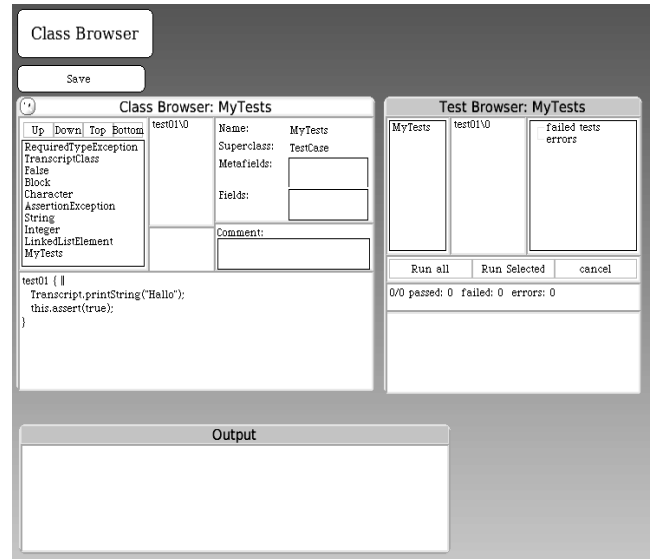 Class Browser
Save
Class Browser: MyTests
Up Down Top Bottom
RequiredTypeException
TranscriptClass
False
Block
Character
AssertionException
String
Integer
LinkedListElement
MyTests
test01\0
Name: MyTests
Superclass: TestCase
Metafields:
Fields:
Comment:
test01 { ||
Transcript.printString("Hallo");
this.assert(true);
}
Test Browser: MyTests
MyTests
test01\0
failed tests
errors
Run all Run Selected cancel
0/0 passed: 0 failed: 0 errors: 0
Output